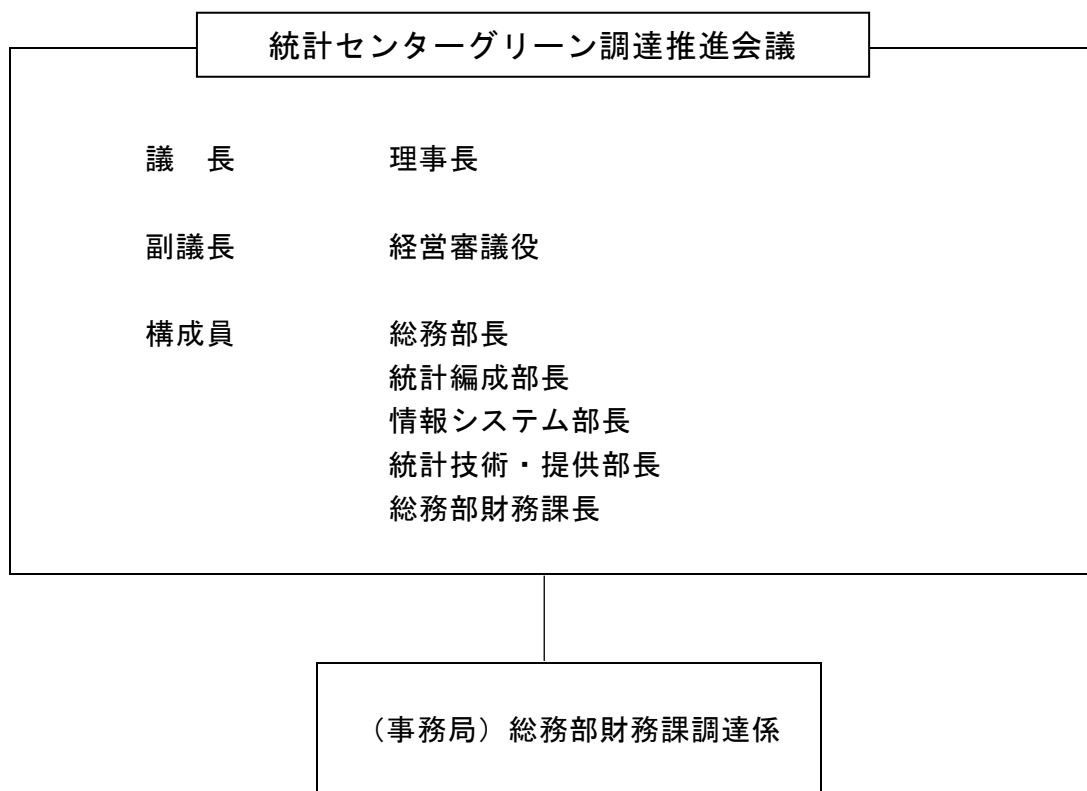 統計センターグリーン調達推進会議
議　長　　理事長
副議長　　経営審議役
構成員　　総務部長
統計編成部長
情報システム部長
統計技術・提供部長
総務部財務課長
（事務局）総務部財務課調達係